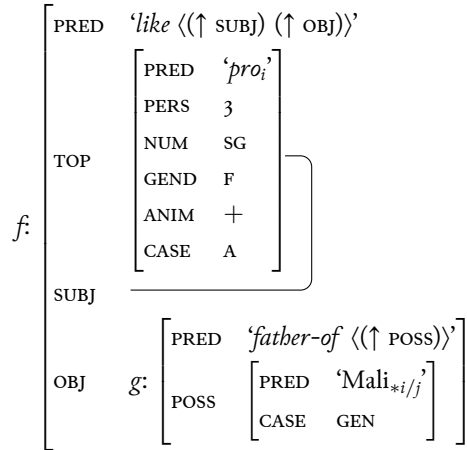 PRED ‘like ⟨(↑ SUBJ) (↑ OBJ)⟩’
PRED ‘proᵢ’
PERS 3
NUM SG
TOP
GEND F
ANIM +
f:
CASE A
SUBJ
PRED ‘father-of ⟨(↑ POSS)⟩’
OBJ g:
PRED ‘Mali*i/j’
POSS
CASE GEN